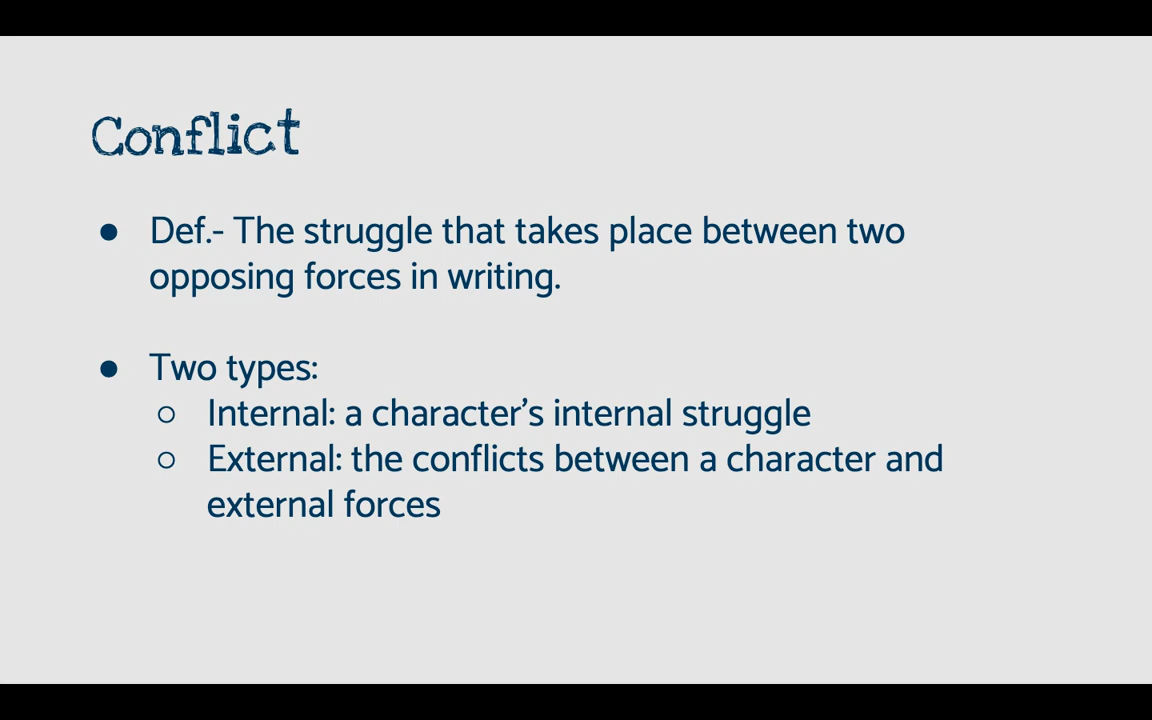 Conflict
● Def.- The struggle that takes place between two
opposing forces in writing.
● Two types:
○ Internal: a character’s internal struggle
○ External: the conflicts between a character and
external forces